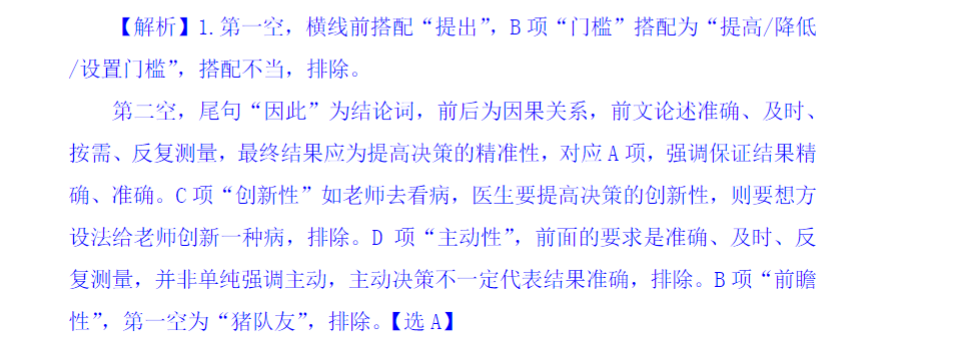 【解析】1.第一空，横线前搭配“提出”，B 项“门槛”搭配为“提高/降低
/设置门槛”，搭配不当，排除。
第二空，尾句“因此”为结论词，前后为因果关系，前文论述准确、及时、
按需、反复测量，最终结果应为提高决策的精准性，对应 A 项，强调保证结果精
确、准确。C 项“创新性”如老师去看病，医生要提高决策的创新性，则要想方
设法给老师创新一种病，排除。D 项“主动性”，前面的要求是准确、及时、反
复测量，并非单纯强调主动，主动决策不一定代表结果准确，排除。B 项“前瞻
性”，第一空为“猪队友”，排除。【选 A】